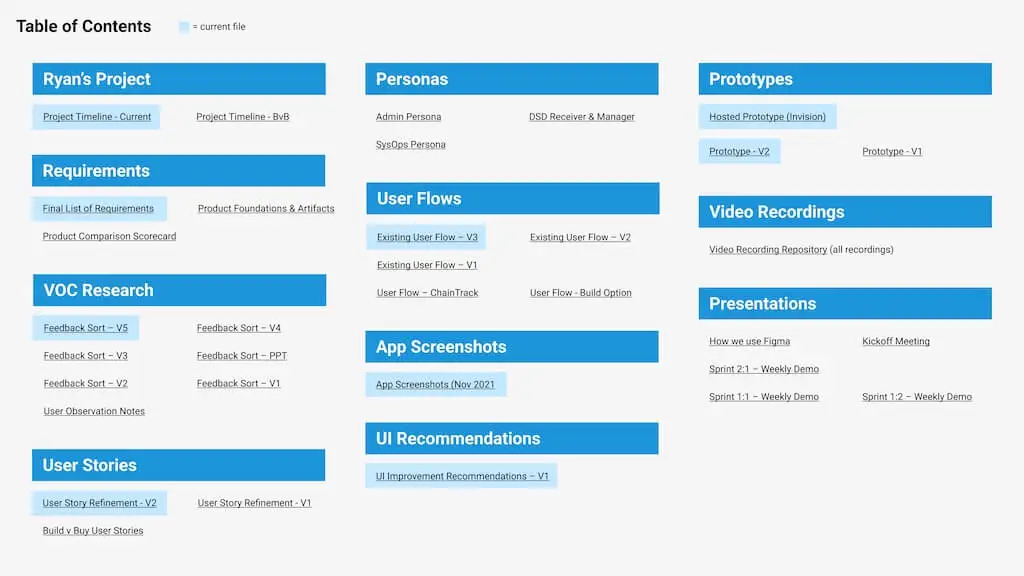 Table of Contents
= current file
Ryan's Project
Project Timeline - Current
Project Timeline - BvB
Requirements
Final List of Requirements
Product Foundations & Artifacts
Product Comparison Scorecard
VOC Research
Feedback Sort – V5
Feedback Sort – V4
Feedback Sort – V3
Feedback Sort – PPT
Feedback Sort – V2
Feedback Sort – V1
User Observation Notes
User Stories
User Story Refinement - V2
User Story Refinement - V1
Build v Buy User Stories
Personas
Admin Persona
DSD Receiver & Manager
SysOps Persona
User Flows
Existing User Flow – V3
Existing User Flow – V2
Existing User Flow – V1
User Flow – ChainTrack
User Flow - Build Option
App Screenshots
App Screenshots (Nov 2021
UI Recommendations
UI Improvement Recommendations – V1
Prototypes
Hosted Prototype (Invision)
Prototype - V2
Prototype - V1
Video Recordings
Video Recording Repository (all recordings)
Presentations
How we use Figma
Kickoff Meeting
Sprint 2:1 – Weekly Demo
Sprint 1:1 – Weekly Demo
Sprint 1:2 – Weekly Demo